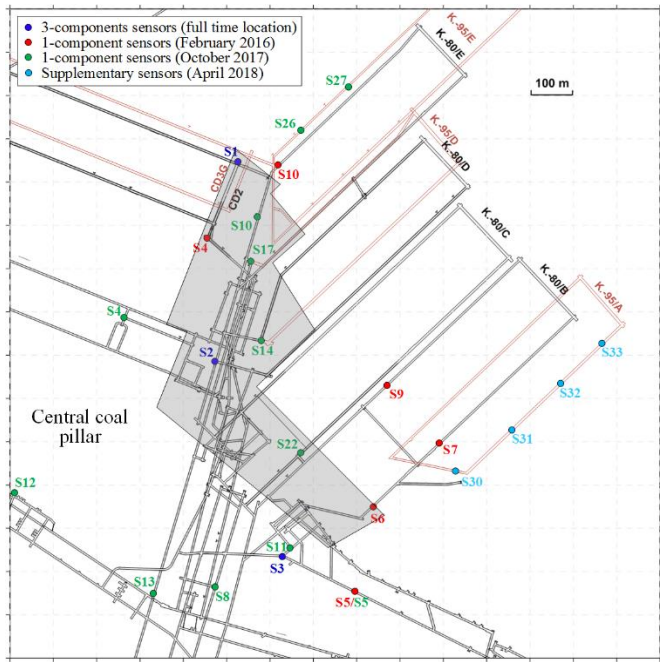 3-components sensors (full time location)
1-component sensors (February 2016)
1-component sensors (October 2017)
Supplementary sensors (April 2018)
K.-95/E
K.-80/E
100 m
S27
S26
K.-95/D
K.-80/D
S1
S10
CD3G
CD2
K.-80/C
S10
S4
S17
K.-80/B
K.-95/A
S4
S14
S33
S2
S32
S9
Central coal
pillar
S31
S22
S7
S30
S12
S6
S11
S3
S13
S8
S5/S5